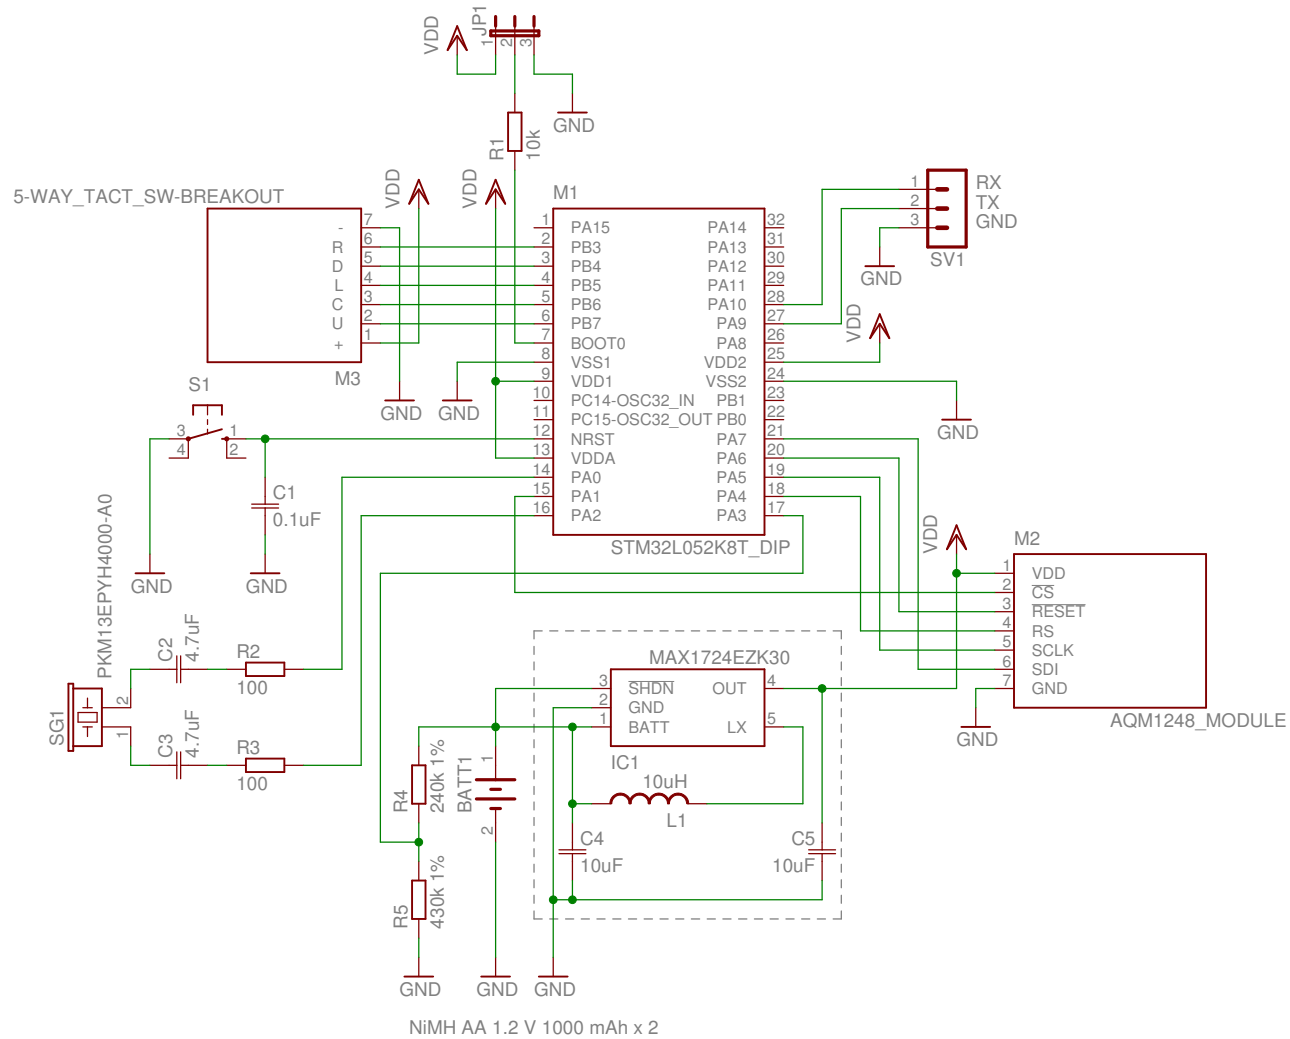 VDD
JP1
1
2
3
GND
R1
10k
5-WAY_TACT_SW-BREAKOUT
- 7
R 6
D 5
L 4
C 3
U 2
+ 1
M3
VDD
GND
VDD
GND
M1
1 PA15
2 PB3
3 PB4
4 PB5
5 PB6
6 PB7
7 BOOT0
8 VSS1
9 VDD1
10 PC14-OSC32_IN
11 PC15-OSC32_OUT
12 NRST
13 VDDA
14 PA0
15 PA1
16 PA2
PA14 32
PA13 31
PA12 30
PA11 29
PA10 28
PA9 27
PA8 26
VDD2 25
VSS2 24
PB1 23
PB0 22
PA7 21
PA6 20
PA5 19
PA4 18
PA3 17
STM32L052K8T_DIP
1 RX
2 TX
3 GND
SV1
GND
VDD
GND
S1
3
4
1
2
C1
0.1uF
GND
GND
PKM13EPYH4000-A0
SG1
2
1
C2
4.7uF
R2
100
C3
4.7uF
R3
100
VDD
M2
1 VDD
2 CS
3 RESET
4 RS
5 SCLK
6 SDI
7 GND
AQM1248_MODULE
GND
MAX1724EZK30
3 SHDN
2 GND
1 BATT
OUT 4
LX 5
IC1
10uH
L1
C4
10uF
C5
10uF
R4
240k 1%
BATT1
1
2
R5
430k 1%
GND
GND
GND
NiMH AA 1.2 V 1000 mAh x 2